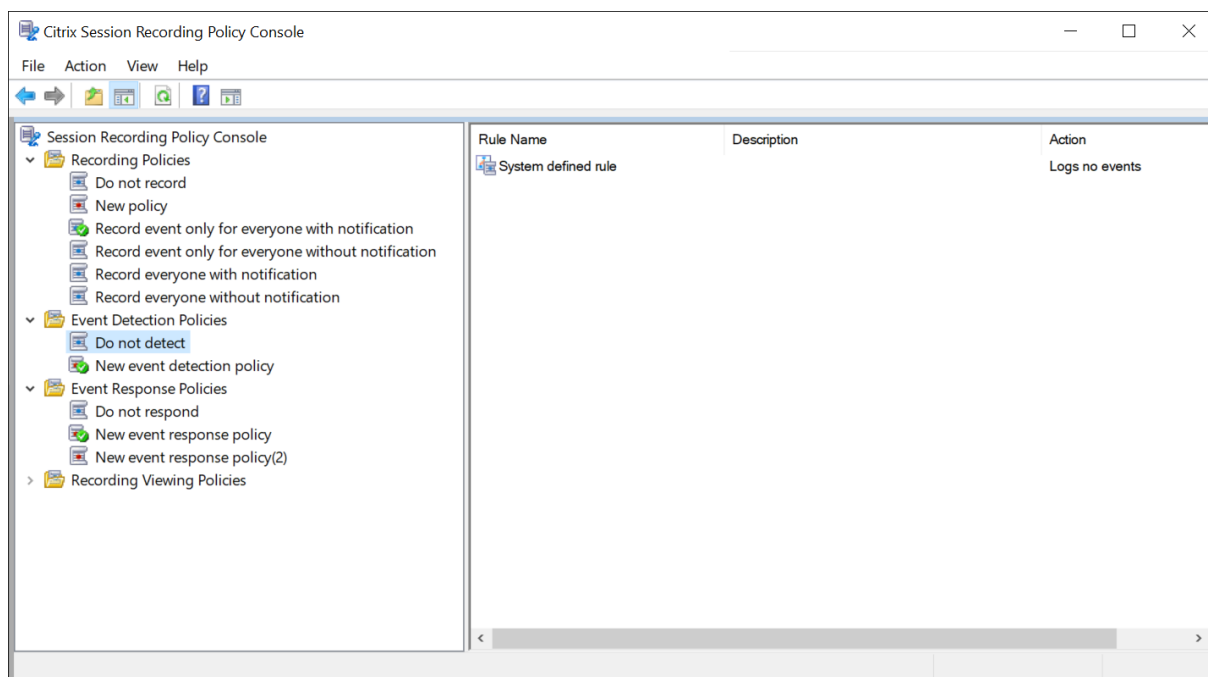 Citrix Session Recording Policy Console
File Action View Help
Session Recording Policy Console
Recording Policies
Do not record
New policy
Record event only for everyone with notification
Record event only for everyone without notification
Record everyone with notification
Record everyone without notification
Event Detection Policies
Do not detect
New event detection policy
Event Response Policies
Do not respond
New event response policy
New event response policy(2)
Recording Viewing Policies
Rule Name Description Action
System defined rule Logs no events